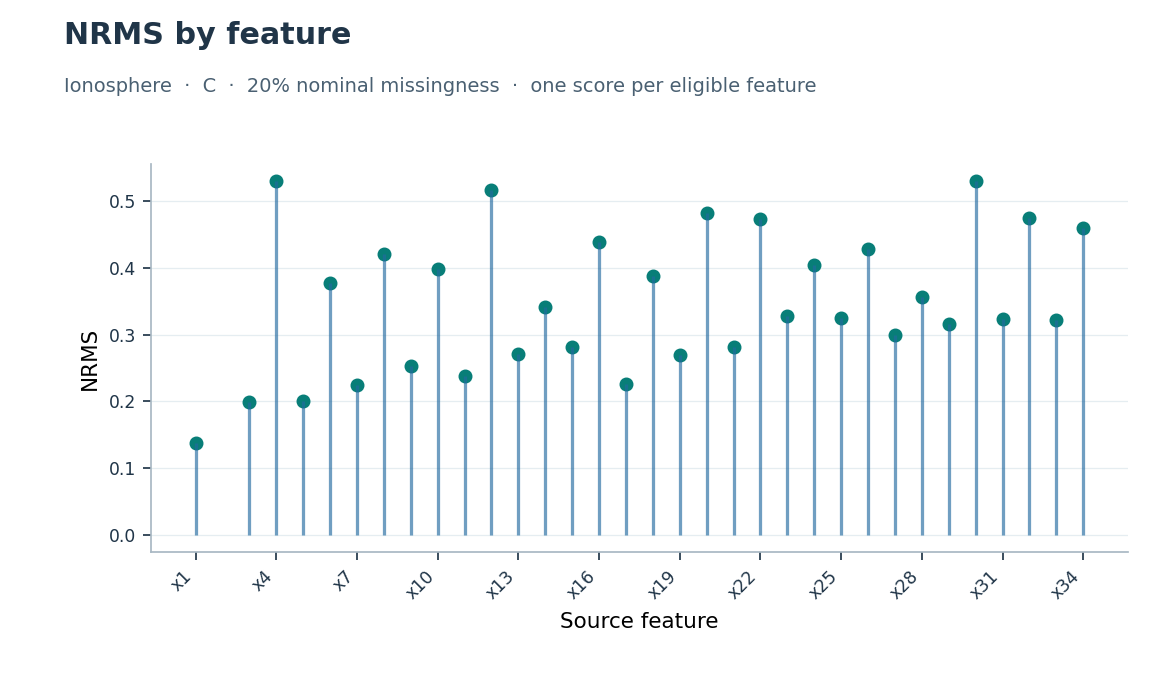 NRMS by feature
Ionosphere · C · 20% nominal missingness · one score per eligible feature
0.5
0.4
0.3
0.2
0.1
0.0
NRMS
x1 x4 x7 x10 x13 x16 x19 x22 x25 x28 x31 x34
Source feature